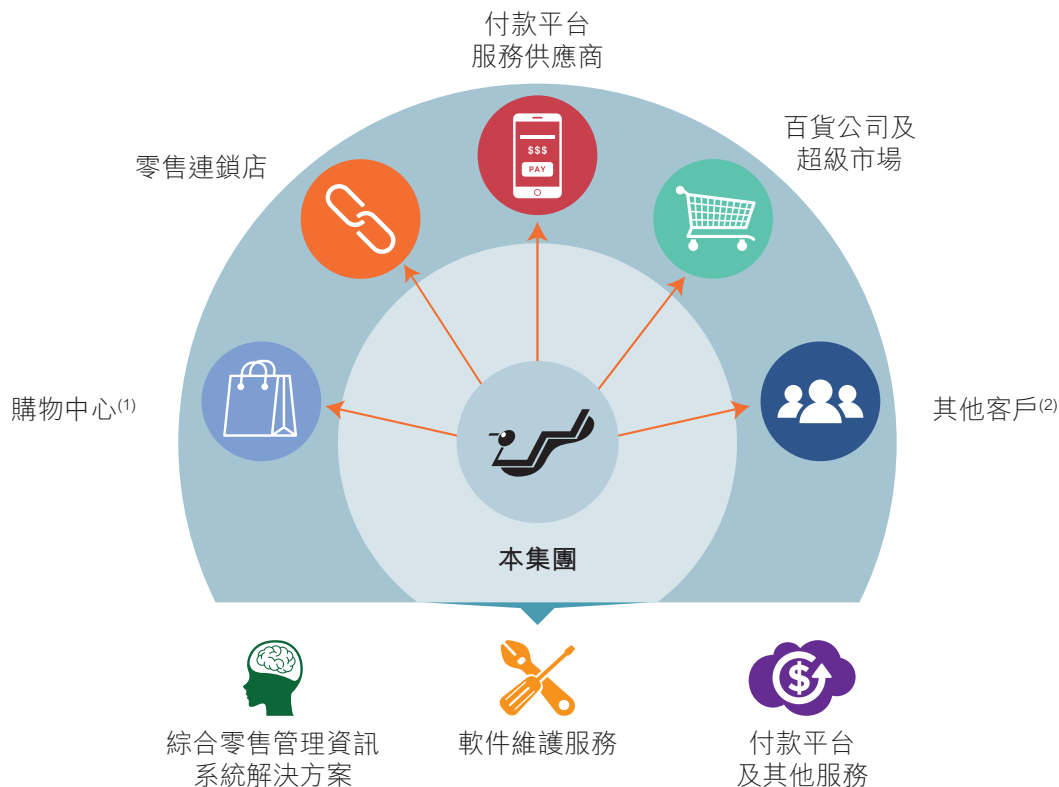 付款平台
服務供應商
百貨公司及
超級市場
零售連鎖店
$$$
PAY
購物中心(1)
其他客戶(2)
本集團
$
綜合零售管理資訊
系統解決方案
軟件維護服務
付款平台
及其他服務